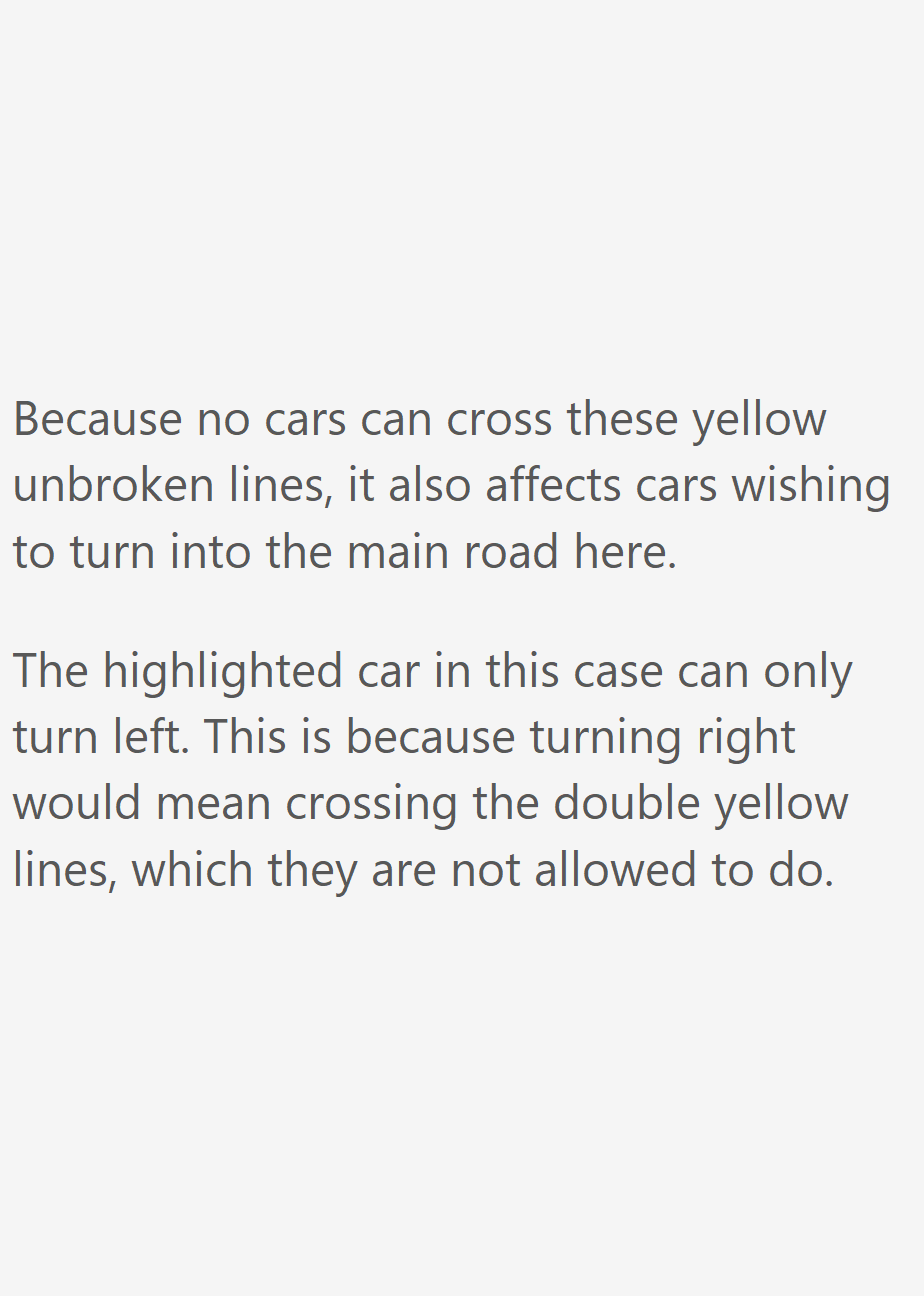 Because no cars can cross these yellow
unbroken lines, it also affects cars wishing
to turn into the main road here.
The highlighted car in this case can only
turn left. This is because turning right
would mean crossing the double yellow
lines, which they are not allowed to do.